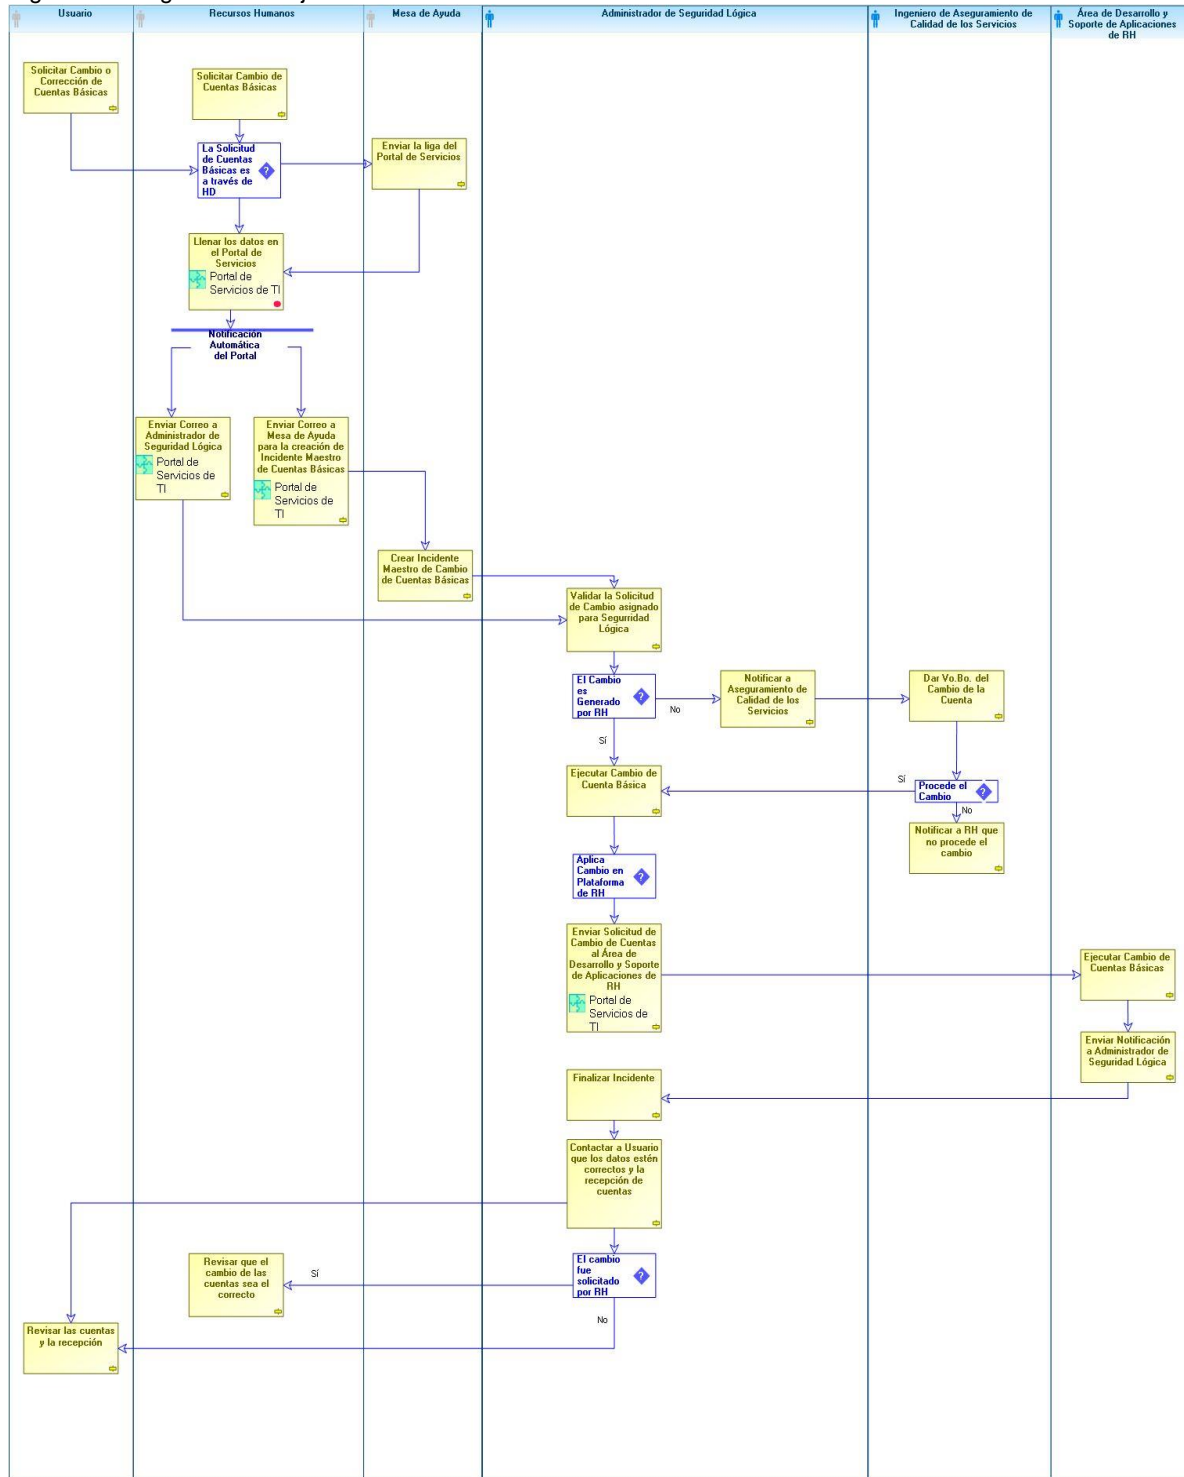 Usuario
Recursos Humanos
Mesa de Ayuda
Administrador de Seguridad Lógica
Ingeniero de Aseguramiento de
Calidad de los Servicios
Área de Desarrollo y
Soporte de Aplicaciones
de RH
Solicitar Cambio o
Corrección de
Cuentas Básicas
Solicitar Cambio de
Cuentas Básicas
La Solicitud
de Cuentas
Básicas es
a través de
HD
Enviar la liga del
Portal de Servicios
Llenar los datos en
el Portal de
Servicios
Portal de
Servicios de TI
Notificación
Automática
del Portal
Enviar Correo a
Administrador de
Seguridad Lógica
Portal de
Servicios de
TI
Enviar Correo a
Mesa de Ayuda
para la creación de
Incidente Maestro
de Cuentas Básicas
Portal de
Servicios de
TI
Crear Incidente
Maestro de Cambio
de Cuentas Básicas
Validar la Solicitud
de Cambio asignado
para Segurridad
Lógica
El Cambio
es
Generado
por RH
No
Sí
Notificar a
Aseguramiento de
Calidad de los
Servicios
Dar Vo.Bo. del
Cambio de la
Cuenta
Ejecutar Cambio de
Cuenta Básica
Sí
Procede el
Cambio
No
Notificar a RH que
no procede el
cambio
Aplica
Cambio en
Plataforma
de RH
Enviar Solicitud de
Cambio de Cuentas
al Área de
Desarrollo y Soporte
de Aplicaciones de
RH
Portal de
Servicios de
TI
Ejecutar Cambio de
Cuentas Básicas
Enviar Notificación
a Administrador de
Seguridad Lógica
Finalizar Incidente
Contactar a Usuario
que los datos estén
correctos y la
recepción de
cuentas
El cambio
fue
solicitado
por RH
Sí
No
Revisar que el
cambio de las
cuentas sea el
correcto
Revisar las cuentas
y la recepción